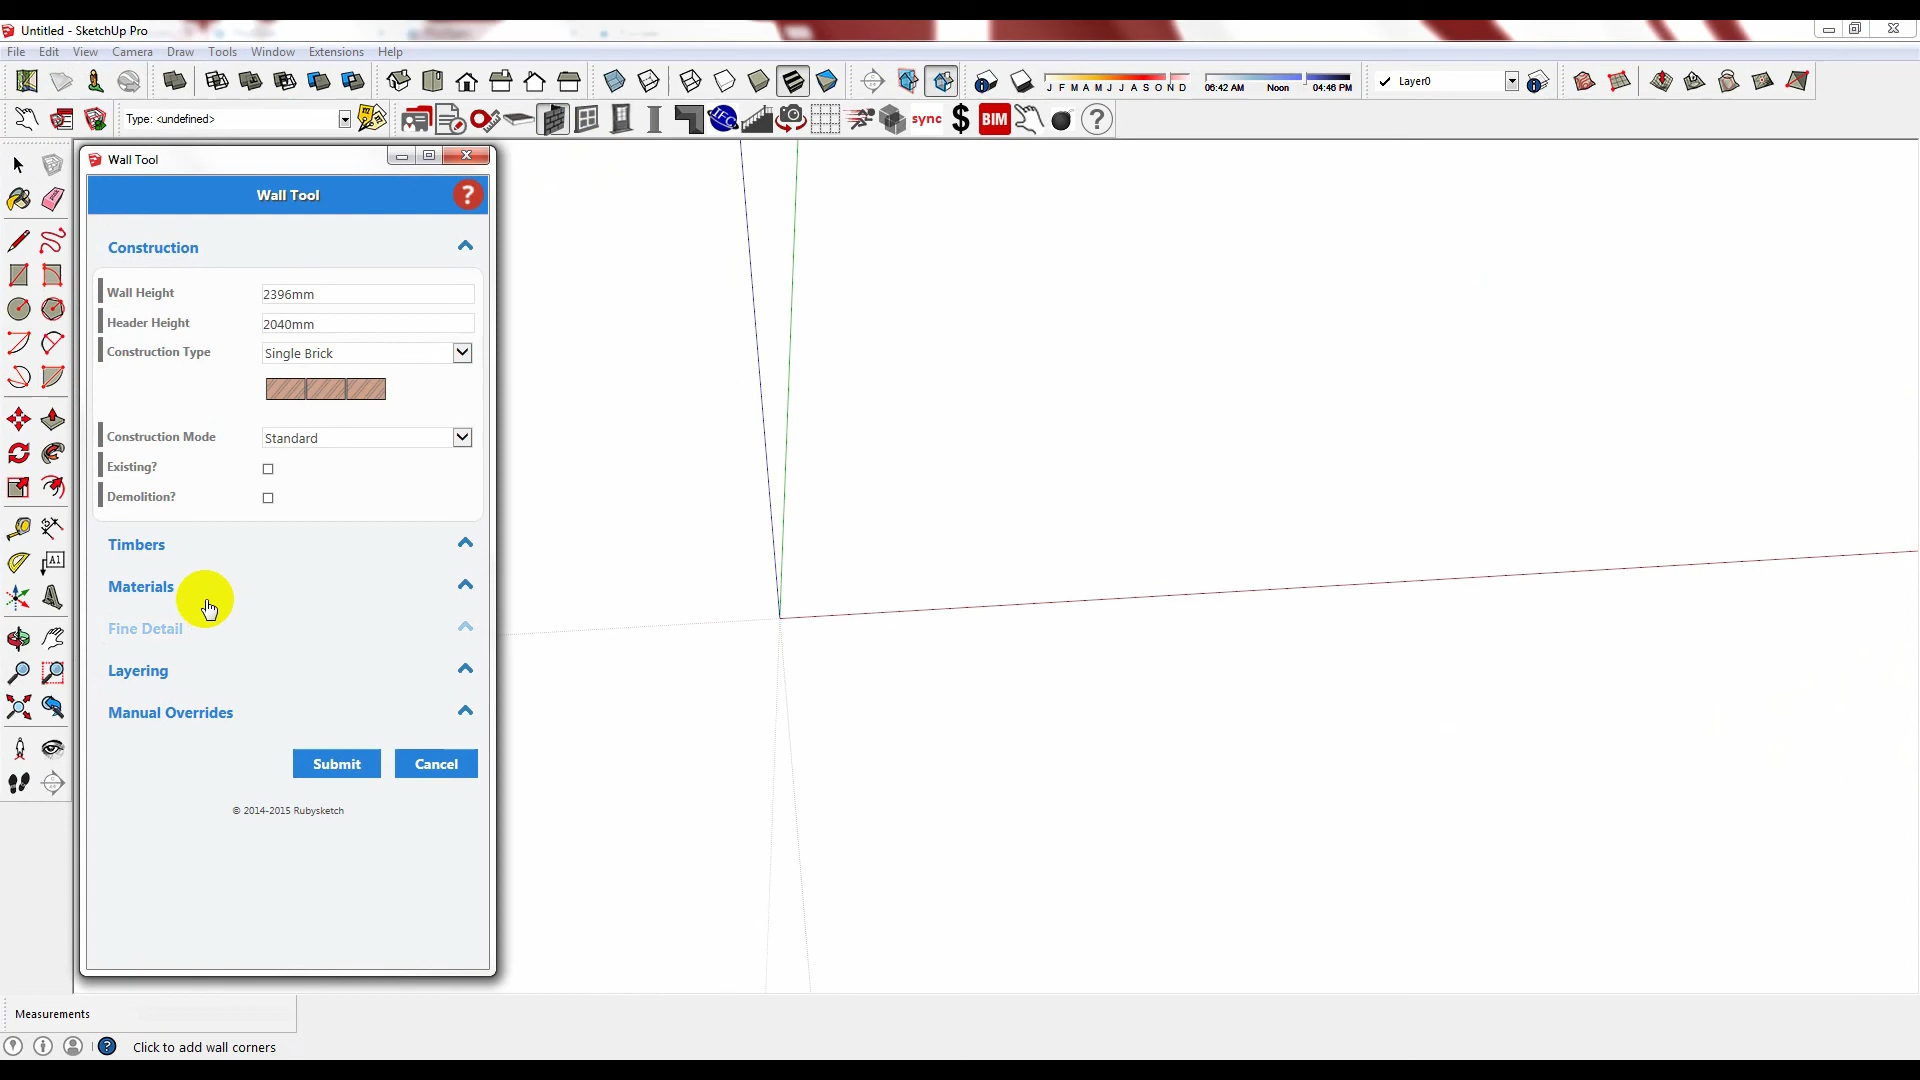 Untitled - SketchUp Pro
File Edit View Camera Draw Tools Window Extensions Help
J F M A M J J A S O N D
06:42 AM Noon 04:46 PM
Layer0
Type: <undefined>
IFC
sync
$
BIM
?
Wall Tool
Wall Tool
?
Construction
Wall Height 2396mm
Header Height 2040mm
Construction Type Single Brick
Construction Mode Standard
Existing?
Demolition?
Timbers
Materials
Fine Detail
Layering
Manual Overrides
Submit Cancel
© 2014-2015 Rubysketch
A1
Measurements
Click to add wall corners